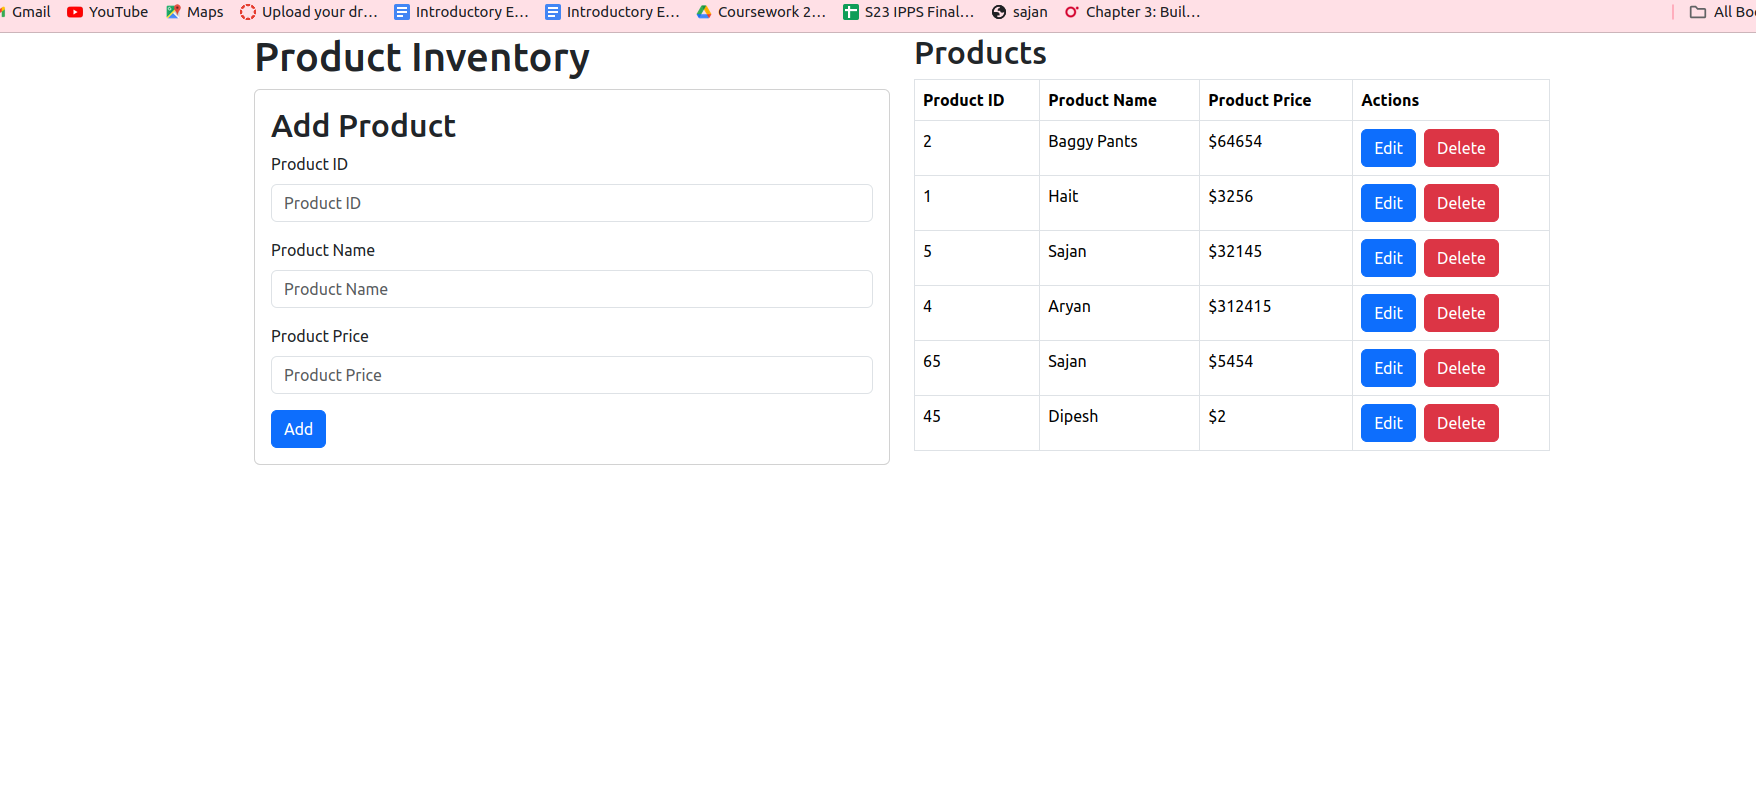 Gmail YouTube Maps Upload your dr... Introductory E... Introductory E... Coursework 2... S23 IPPS Final... sajan Chapter 3: Buil... All Boo
Product Inventory
Add Product
Product ID
Product ID
Product Name
Product Name
Product Price
Product Price
Add
Products
Product ID Product Name Product Price Actions
2 Baggy Pants $64654 Edit Delete
1 Hait $3256 Edit Delete
5 Sajan $32145 Edit Delete
4 Aryan $312415 Edit Delete
65 Sajan $5454 Edit Delete
45 Dipesh $2 Edit Delete